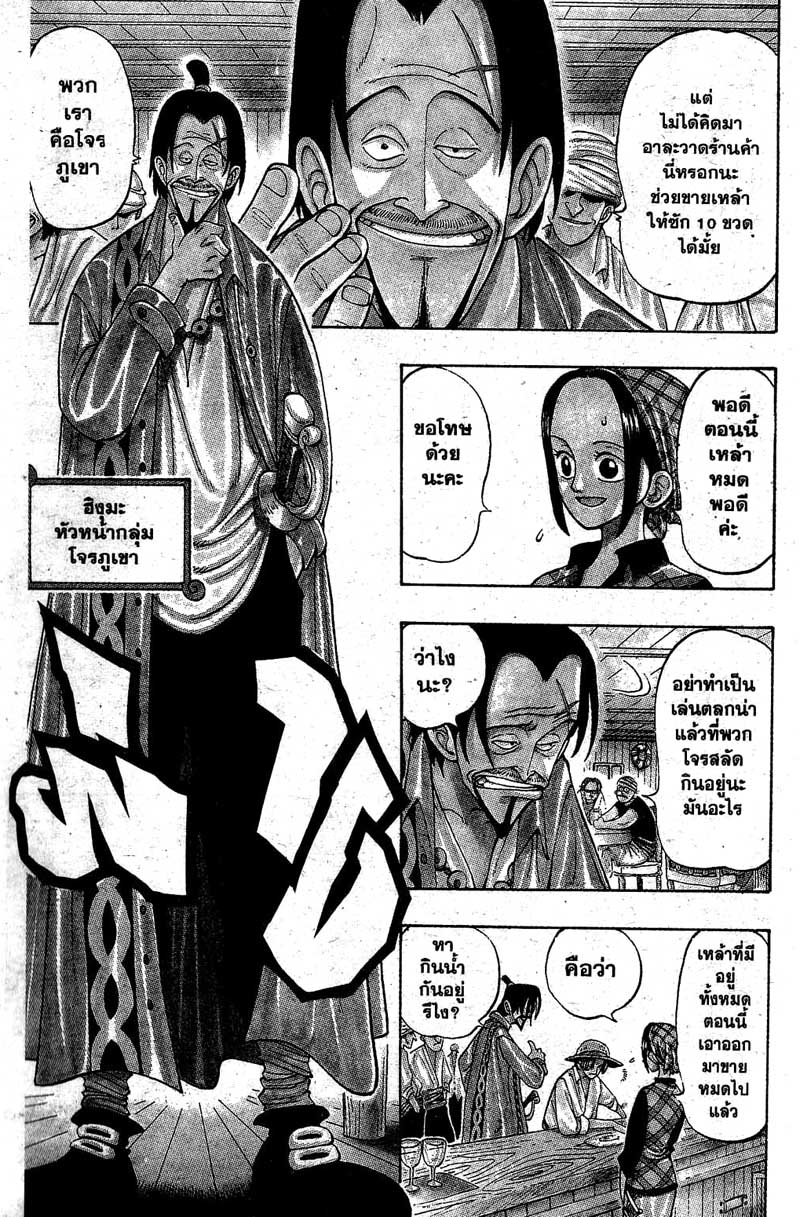 พวก
เรา
คือโจร
ภูเขา
แต่
ไม่ได้คิดมา
อาละวาดร้านค้า
นี่หรอกนะ
ช่วยขายเหล้า
ให้ซัก 10 ขวด
ได้มั้ย
ฮิงุมะ
หัวหน้ากลุ่ม
โจรภูเขา
พอดี
ตอนนี้
เหล้า
หมด
พอดี
ค่ะ
ขอโทษ
ด้วย
นะคะ
ว่าไง
นะ?
อย่าทำเป็น
เล่นตลกน่า
แล้วที่พวก
โจรสลัด
กินอยู่นะ
มันอะไร
เหล้าที่มี
อยู่
ทั้งหมด
ตอนนี้
เอาออก
มาขาย
หมดไป
แล้ว
คือว่า
หา
กินน้ำ
กันอยู่
รึไง?